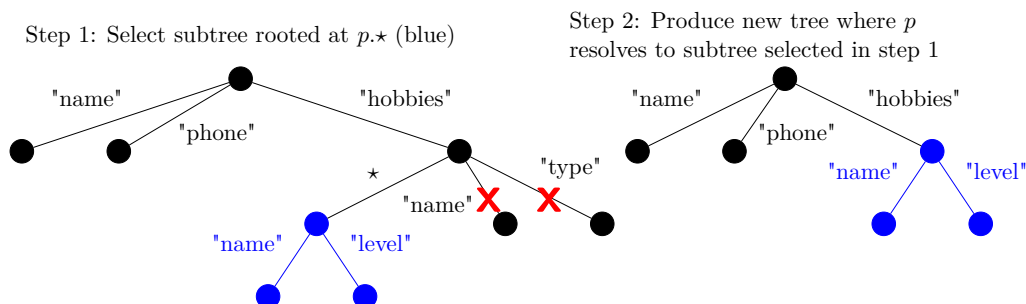 Step 1: Select subtree rooted at p.⋆ (blue)
"name"
"phone"
"hobbies"
⋆
"name"
"type"
"name"
"level"
Step 2: Produce new tree where p
resolves to subtree selected in step 1
"name"
"phone"
"hobbies"
"name"
"level"